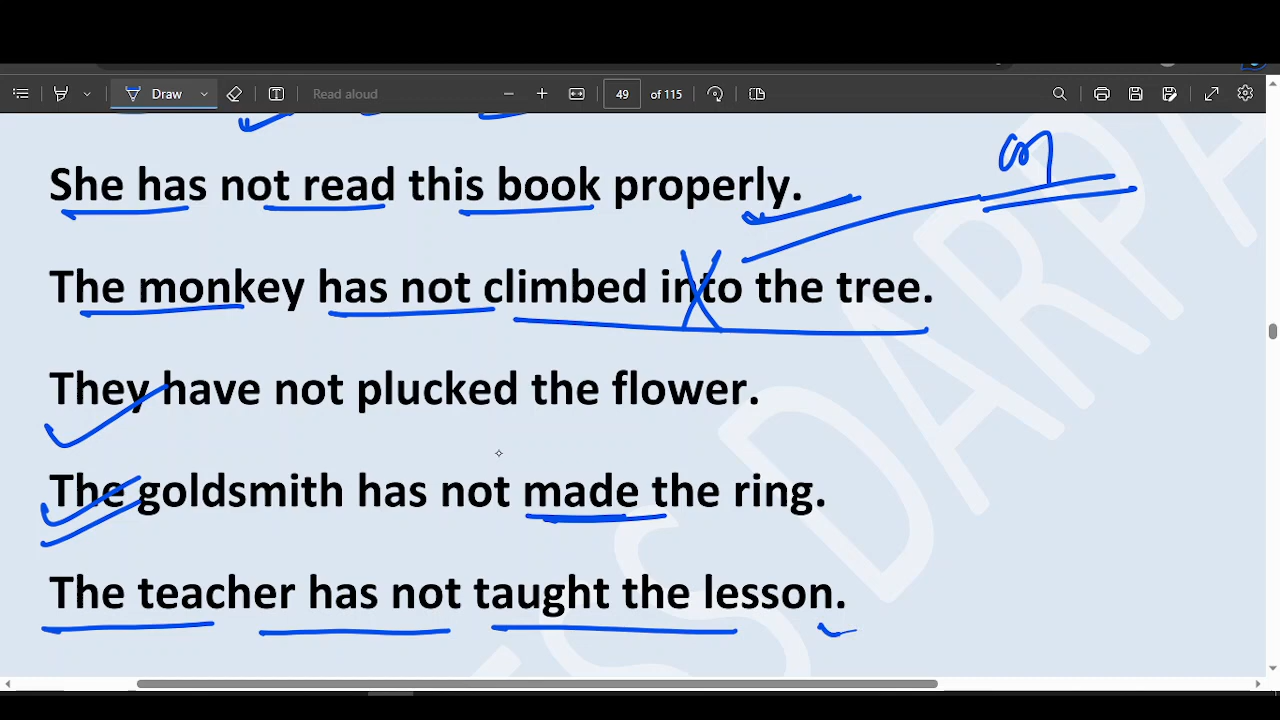 Draw
Read aloud
49 of 115
on
She has not read this book properly.
The monkey has not climbed into the tree.
They have not plucked the flower.
The goldsmith has not made the ring.
The teacher has not taught the lesson.